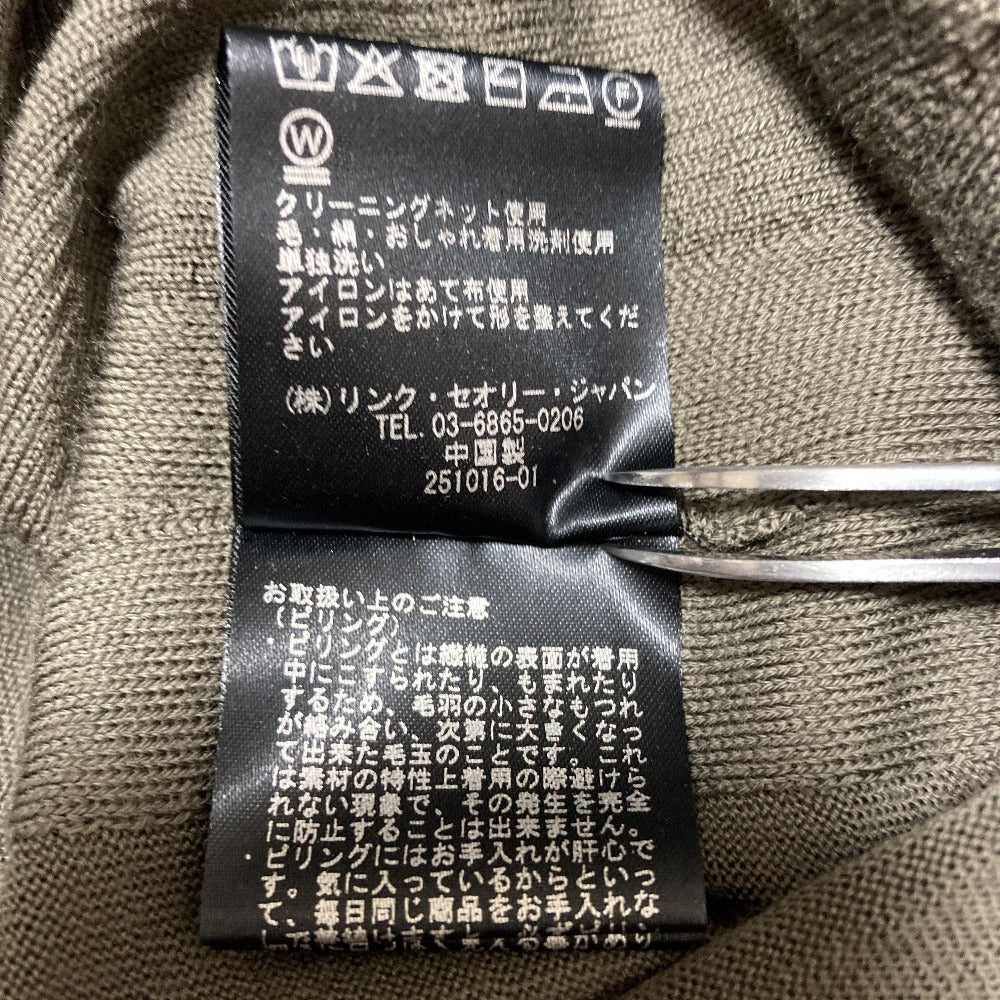 F
W
クリーニングネット使用
毛・絹・おしゃれ着用洗剤使用
単独洗い
アイロンはあて布使用
アイロンをかけて形を整えてくだ
さい
(株)リンク・セオリー・ジャパン
TEL. 03-6865-0206
中国製
251016-01
お取扱い上のご注意
(ピリング)
ピリングとは繊維の表面が着用
中にこすられたり、もまれたり
するため、毛羽の小さなもつれ
が絡み合い、次第に大きくなっ
て出来た毛玉のことです。これ
は素材の特性上着用の際避けら
れない現象で、その発生を完全
に防止することは出来ません。
ピリングにはお手入れが肝心で
す。気に入っているからといっ
て、毎日同じ商品をお手入れな